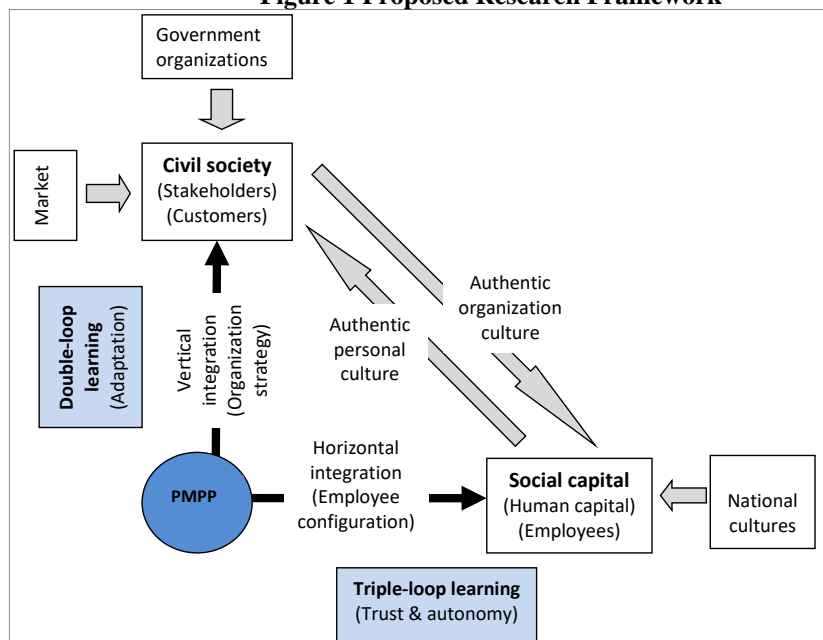 Figure 1 Proposed Research Framework
Government
organizations
Market
Civil society
(Stakeholders)
(Customers)
Double-loop
learning
(Adaptation)
Vertical
integration
(Organization
strategy)
Authentic
personal
culture
Authentic
organization
culture
PMPP
Horizontal
integration
(Employee
configuration)
Social capital
(Human capital)
(Employees)
National
cultures
Triple-loop learning
(Trust & autonomy)